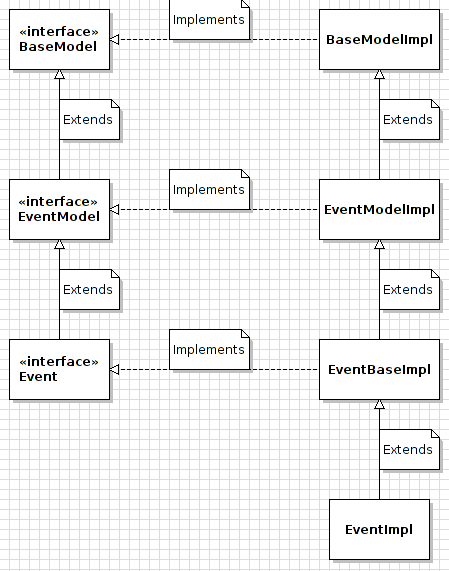 Implements
«interface»
BaseModel
BaseModelImpl
Extends
Extends
«interface»
EventModel
Implements
EventModelImpl
Extends
Extends
«interface»
Event
Implements
EventBaseImpl
Extends
EventImpl